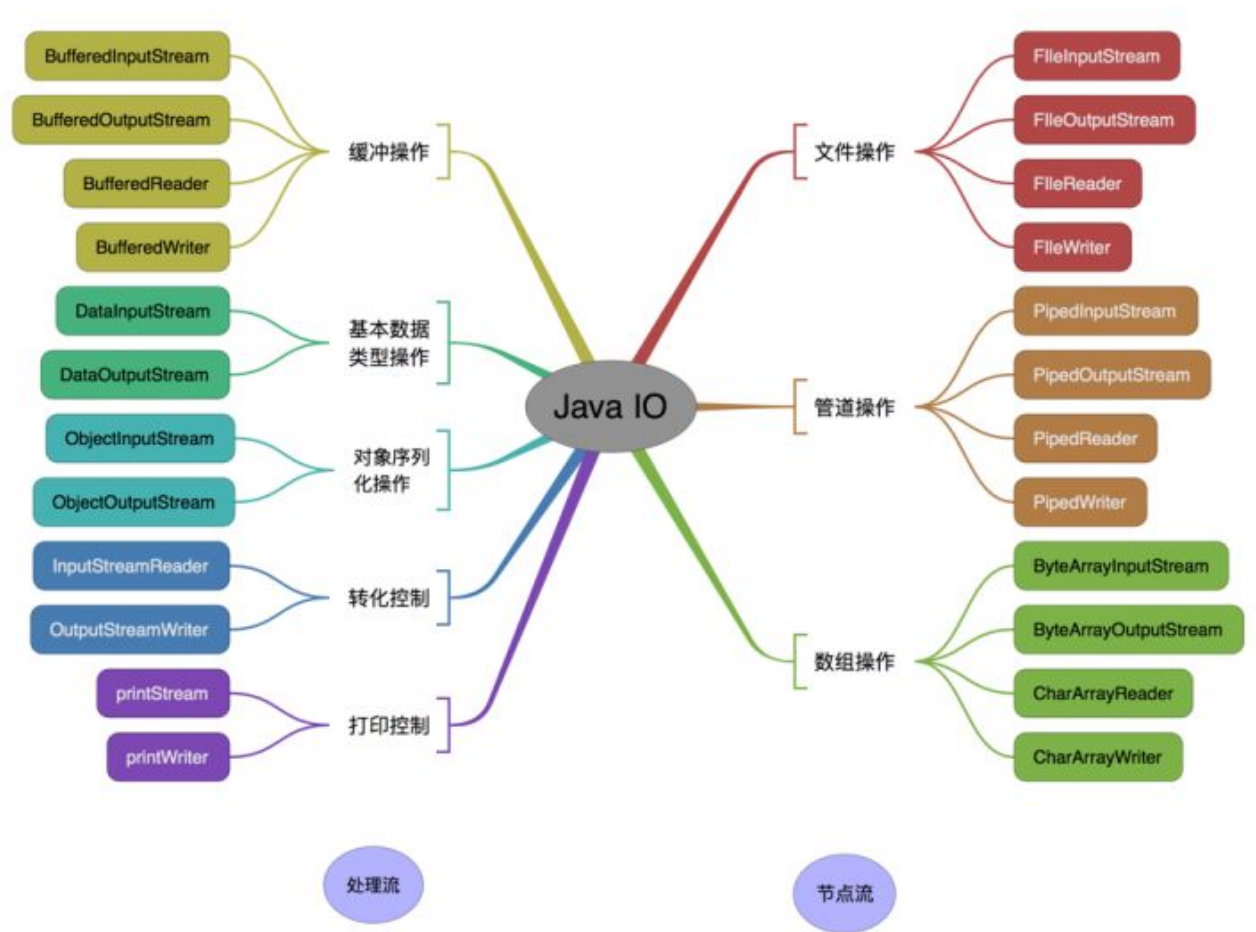 BufferedInputStream
BufferedOutputStream
BufferedReader
BufferedWriter
缓冲操作
DataInputStream
DataOutputStream
基本数据
类型操作
ObjectInputStream
ObjectOutputStream
对象序列
化操作
InputStreamReader
OutputStreamWriter
转化控制
printStream
printWriter
打印控制
Java IO
文件操作
FIleInputStream
FIleOutputStream
FIleReader
FIleWriter
管道操作
PipedInputStream
PipedOutputStream
PipedReader
PipedWriter
数组操作
ByteArrayInputStream
ByteArrayOutputStream
CharArrayReader
CharArrayWriter
处理流
节点流